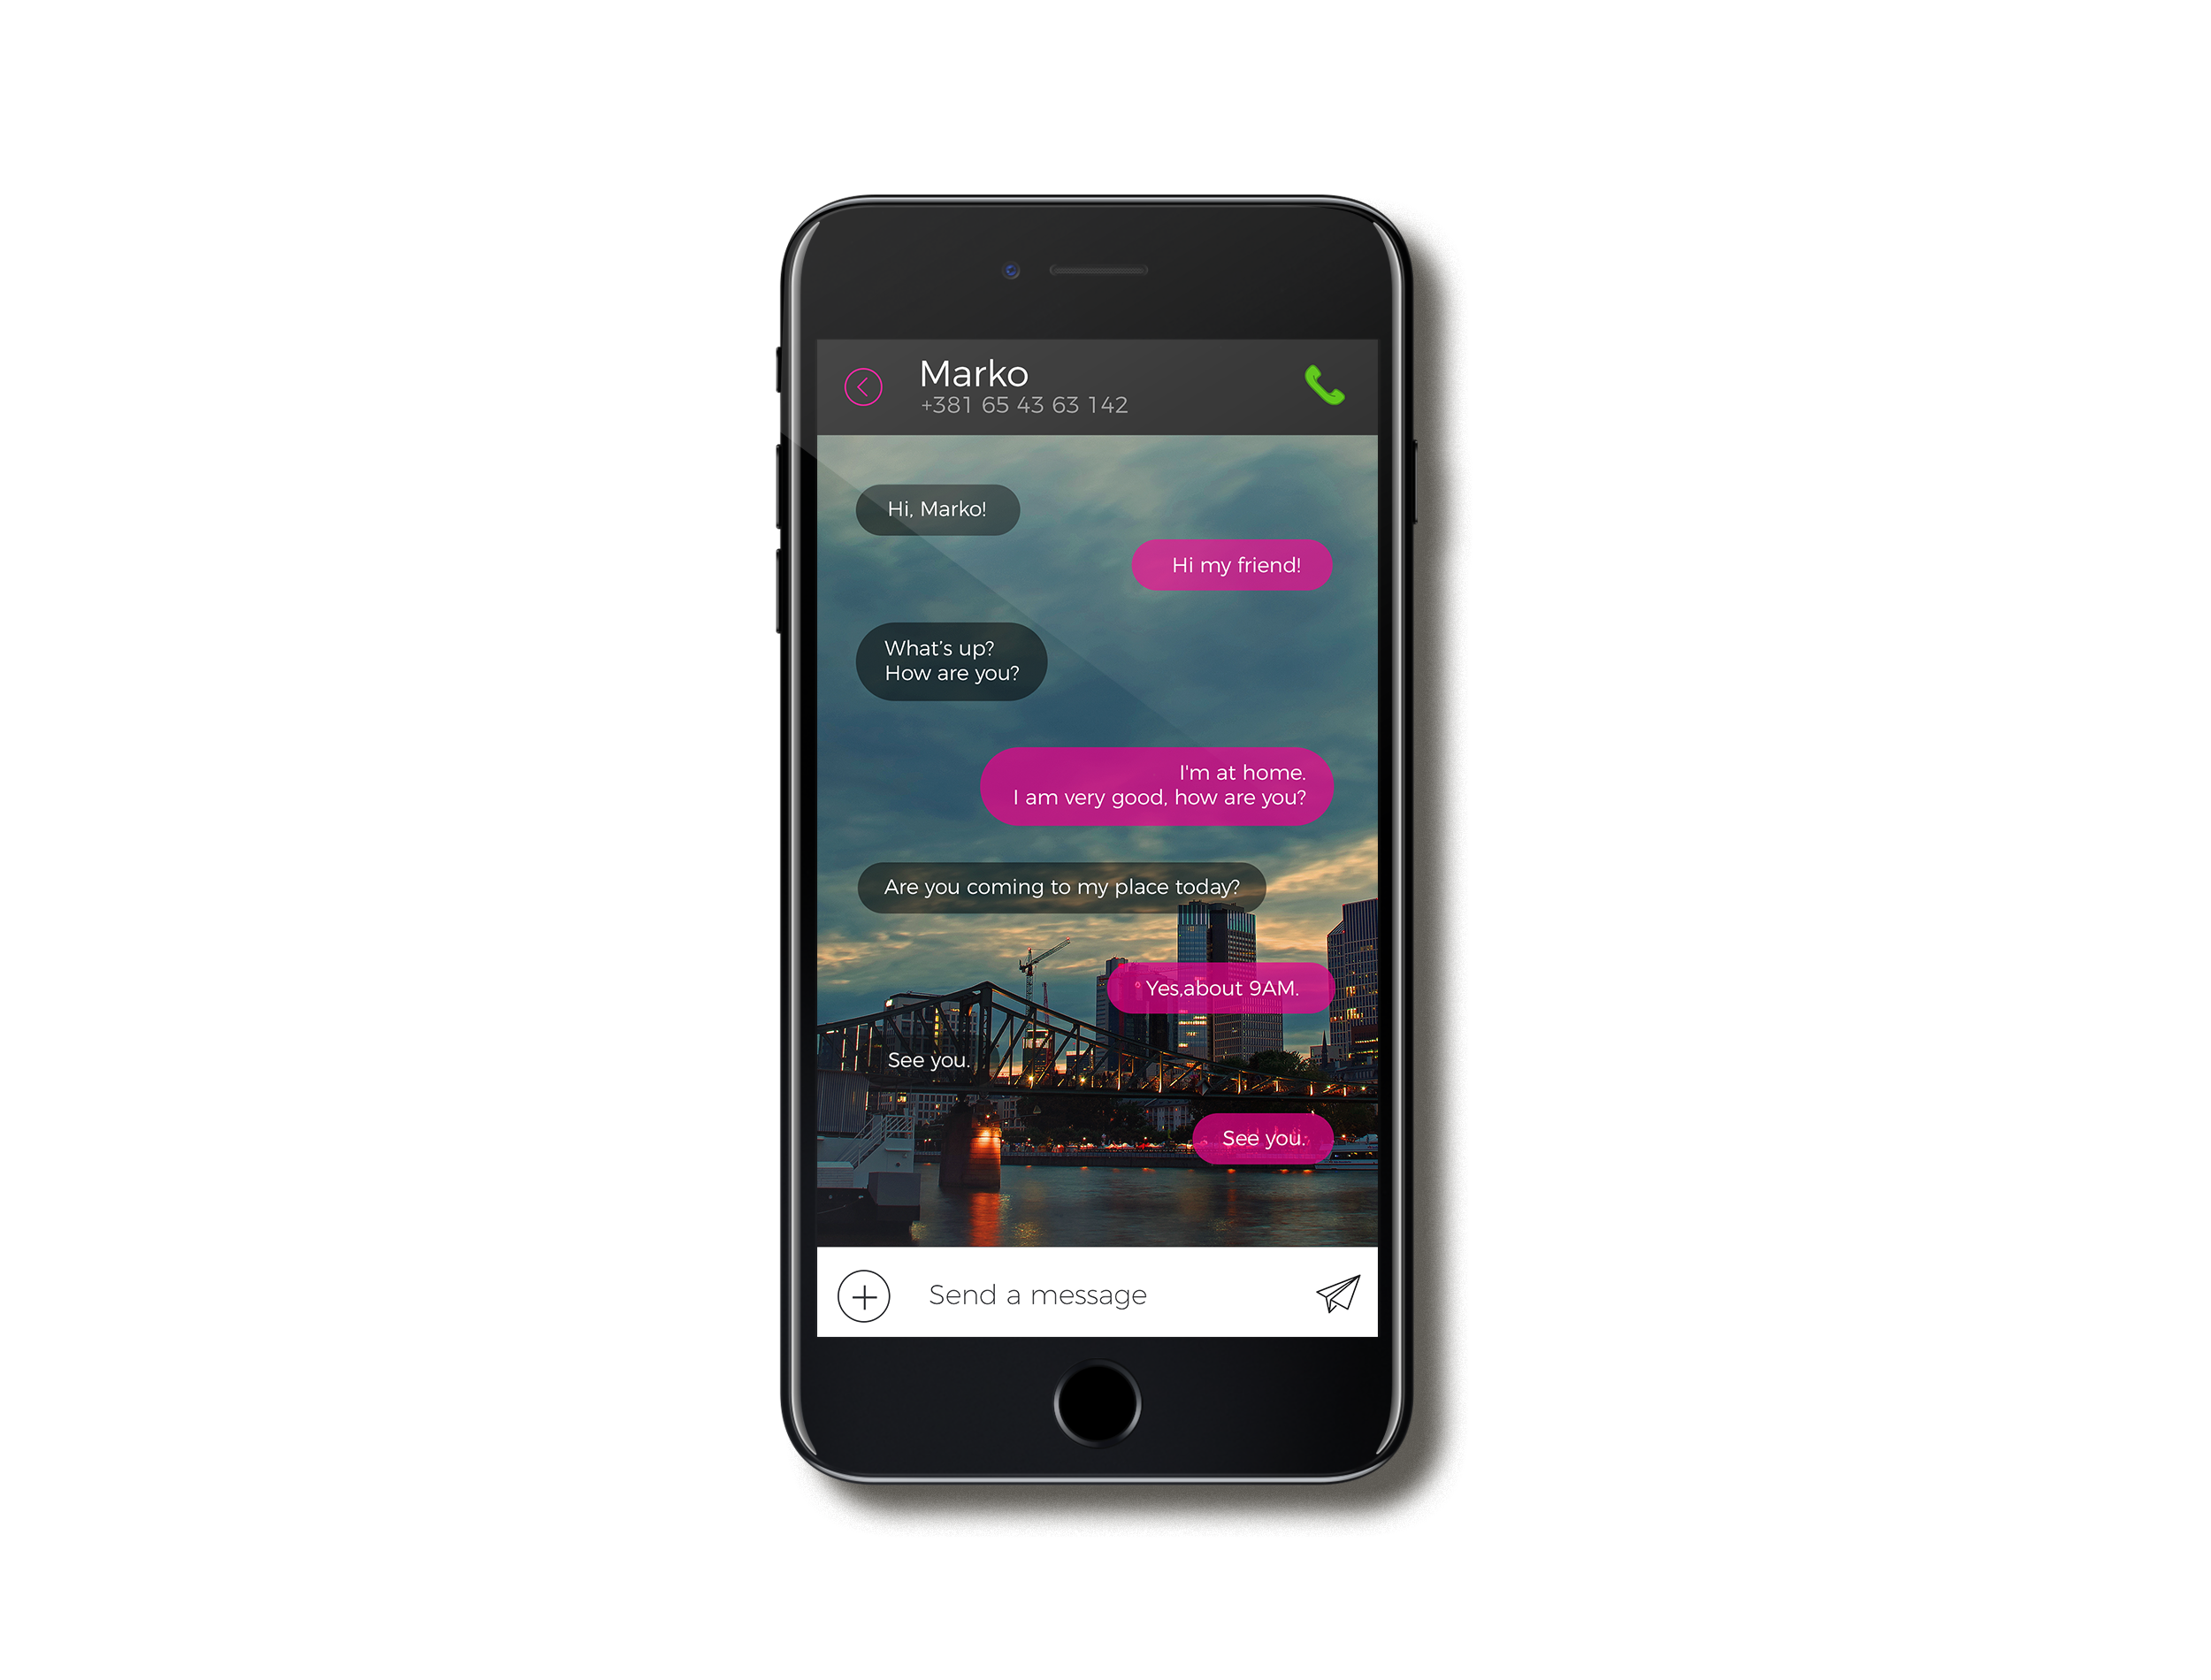 Marko
+381 65 43 63 142
Hi, Marko!
Hi my friend!
What’s up?
How are you?
I'm at home.
I am very good, how are you?
Are you coming to my place today?
Yes,about 9AM.
See you.
See you.
Send a message